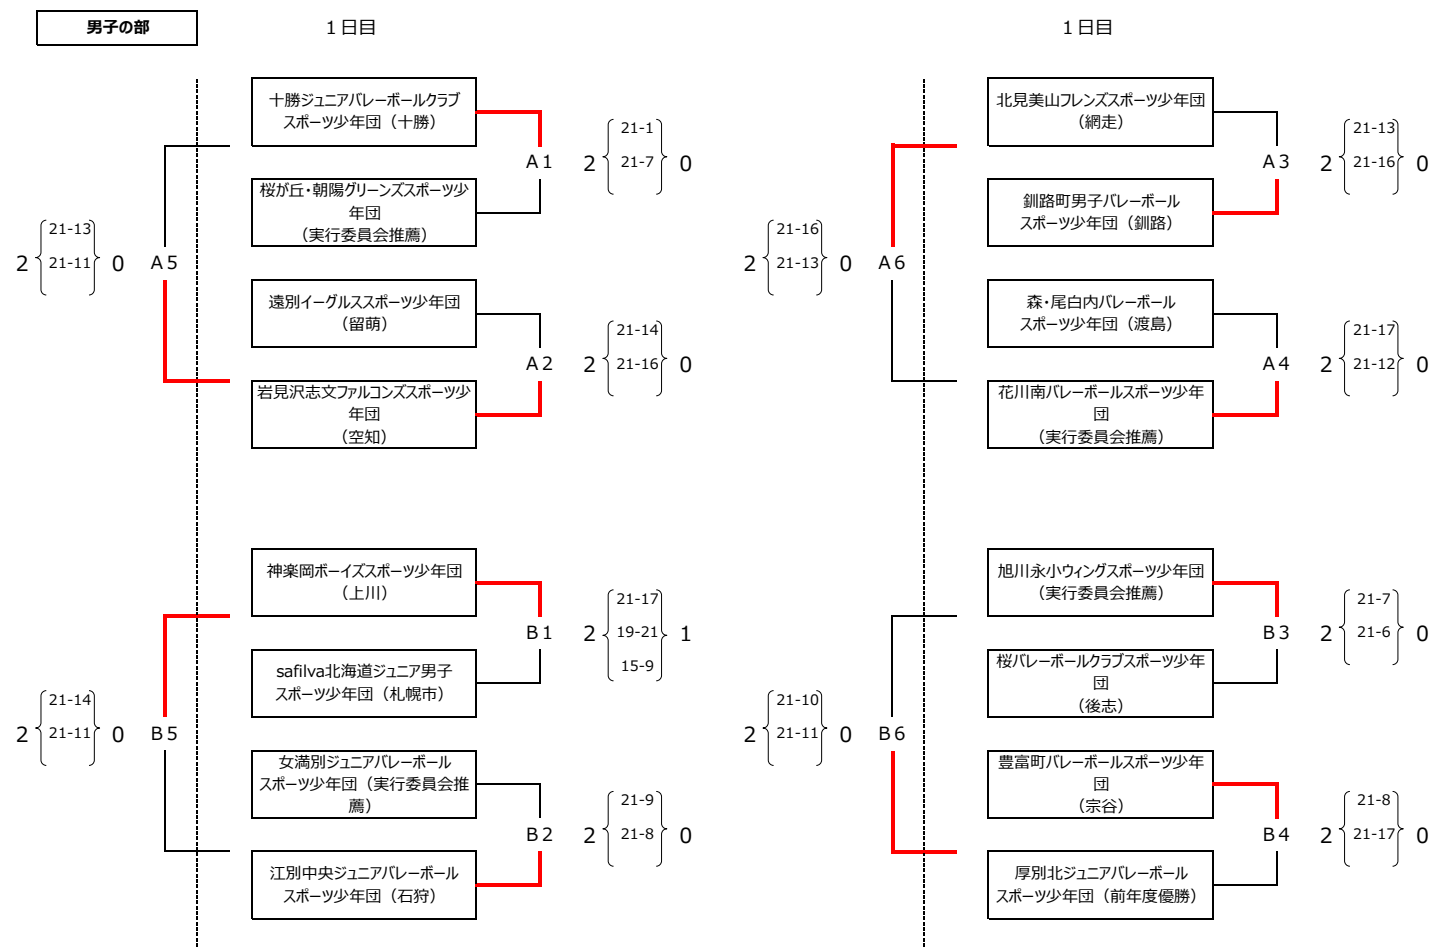 男子の部
1日目
1日目
十勝ジュニアバレーボールクラブ
スポーツ少年団（十勝）
A1
2 21-1 0
21-7
桜が丘・朝陽グリーンズスポーツ少
年団
（実行委員会推薦）
2 21-13 0
21-11
A5
遠別イーグルススポーツ少年団
（留萌）
A2
2 21-14 0
21-16
岩見沢志文ファルコンズスポーツ少
年団
（空知）
北見美山フレンズスポーツ少年団
（網走）
A3
2 21-13 0
21-16
釧路町男子バレーボール
スポーツ少年団（釧路）
2 21-16 0
21-13
A6
森・尾白内バレーボール
スポーツ少年団（渡島）
A4
2 21-17 0
21-12
花川南バレーボールスポーツ少年
団
（実行委員会推薦）
神楽岡ボーイズスポーツ少年団
（上川）
B1
2 21-17 1
19-21
15-9
safilva北海道ジュニア男子
スポーツ少年団（札幌市）
2 21-14 0
21-11
B5
女満別ジュニアバレーボール
スポーツ少年団（実行委員会推
薦）
B2
2 21-9 0
21-8
江別中央ジュニアバレーボール
スポーツ少年団（石狩）
旭川永小ウィングスポーツ少年団
（実行委員会推薦）
B3
2 21-7 0
21-6
桜バレーボールクラブスポーツ少年
団
（後志）
2 21-10 0
21-11
B6
豊富町バレーボールスポーツ少年
団
（宗谷）
B4
2 21-8 0
21-17
厚別北ジュニアバレーボール
スポーツ少年団（前年度優勝）